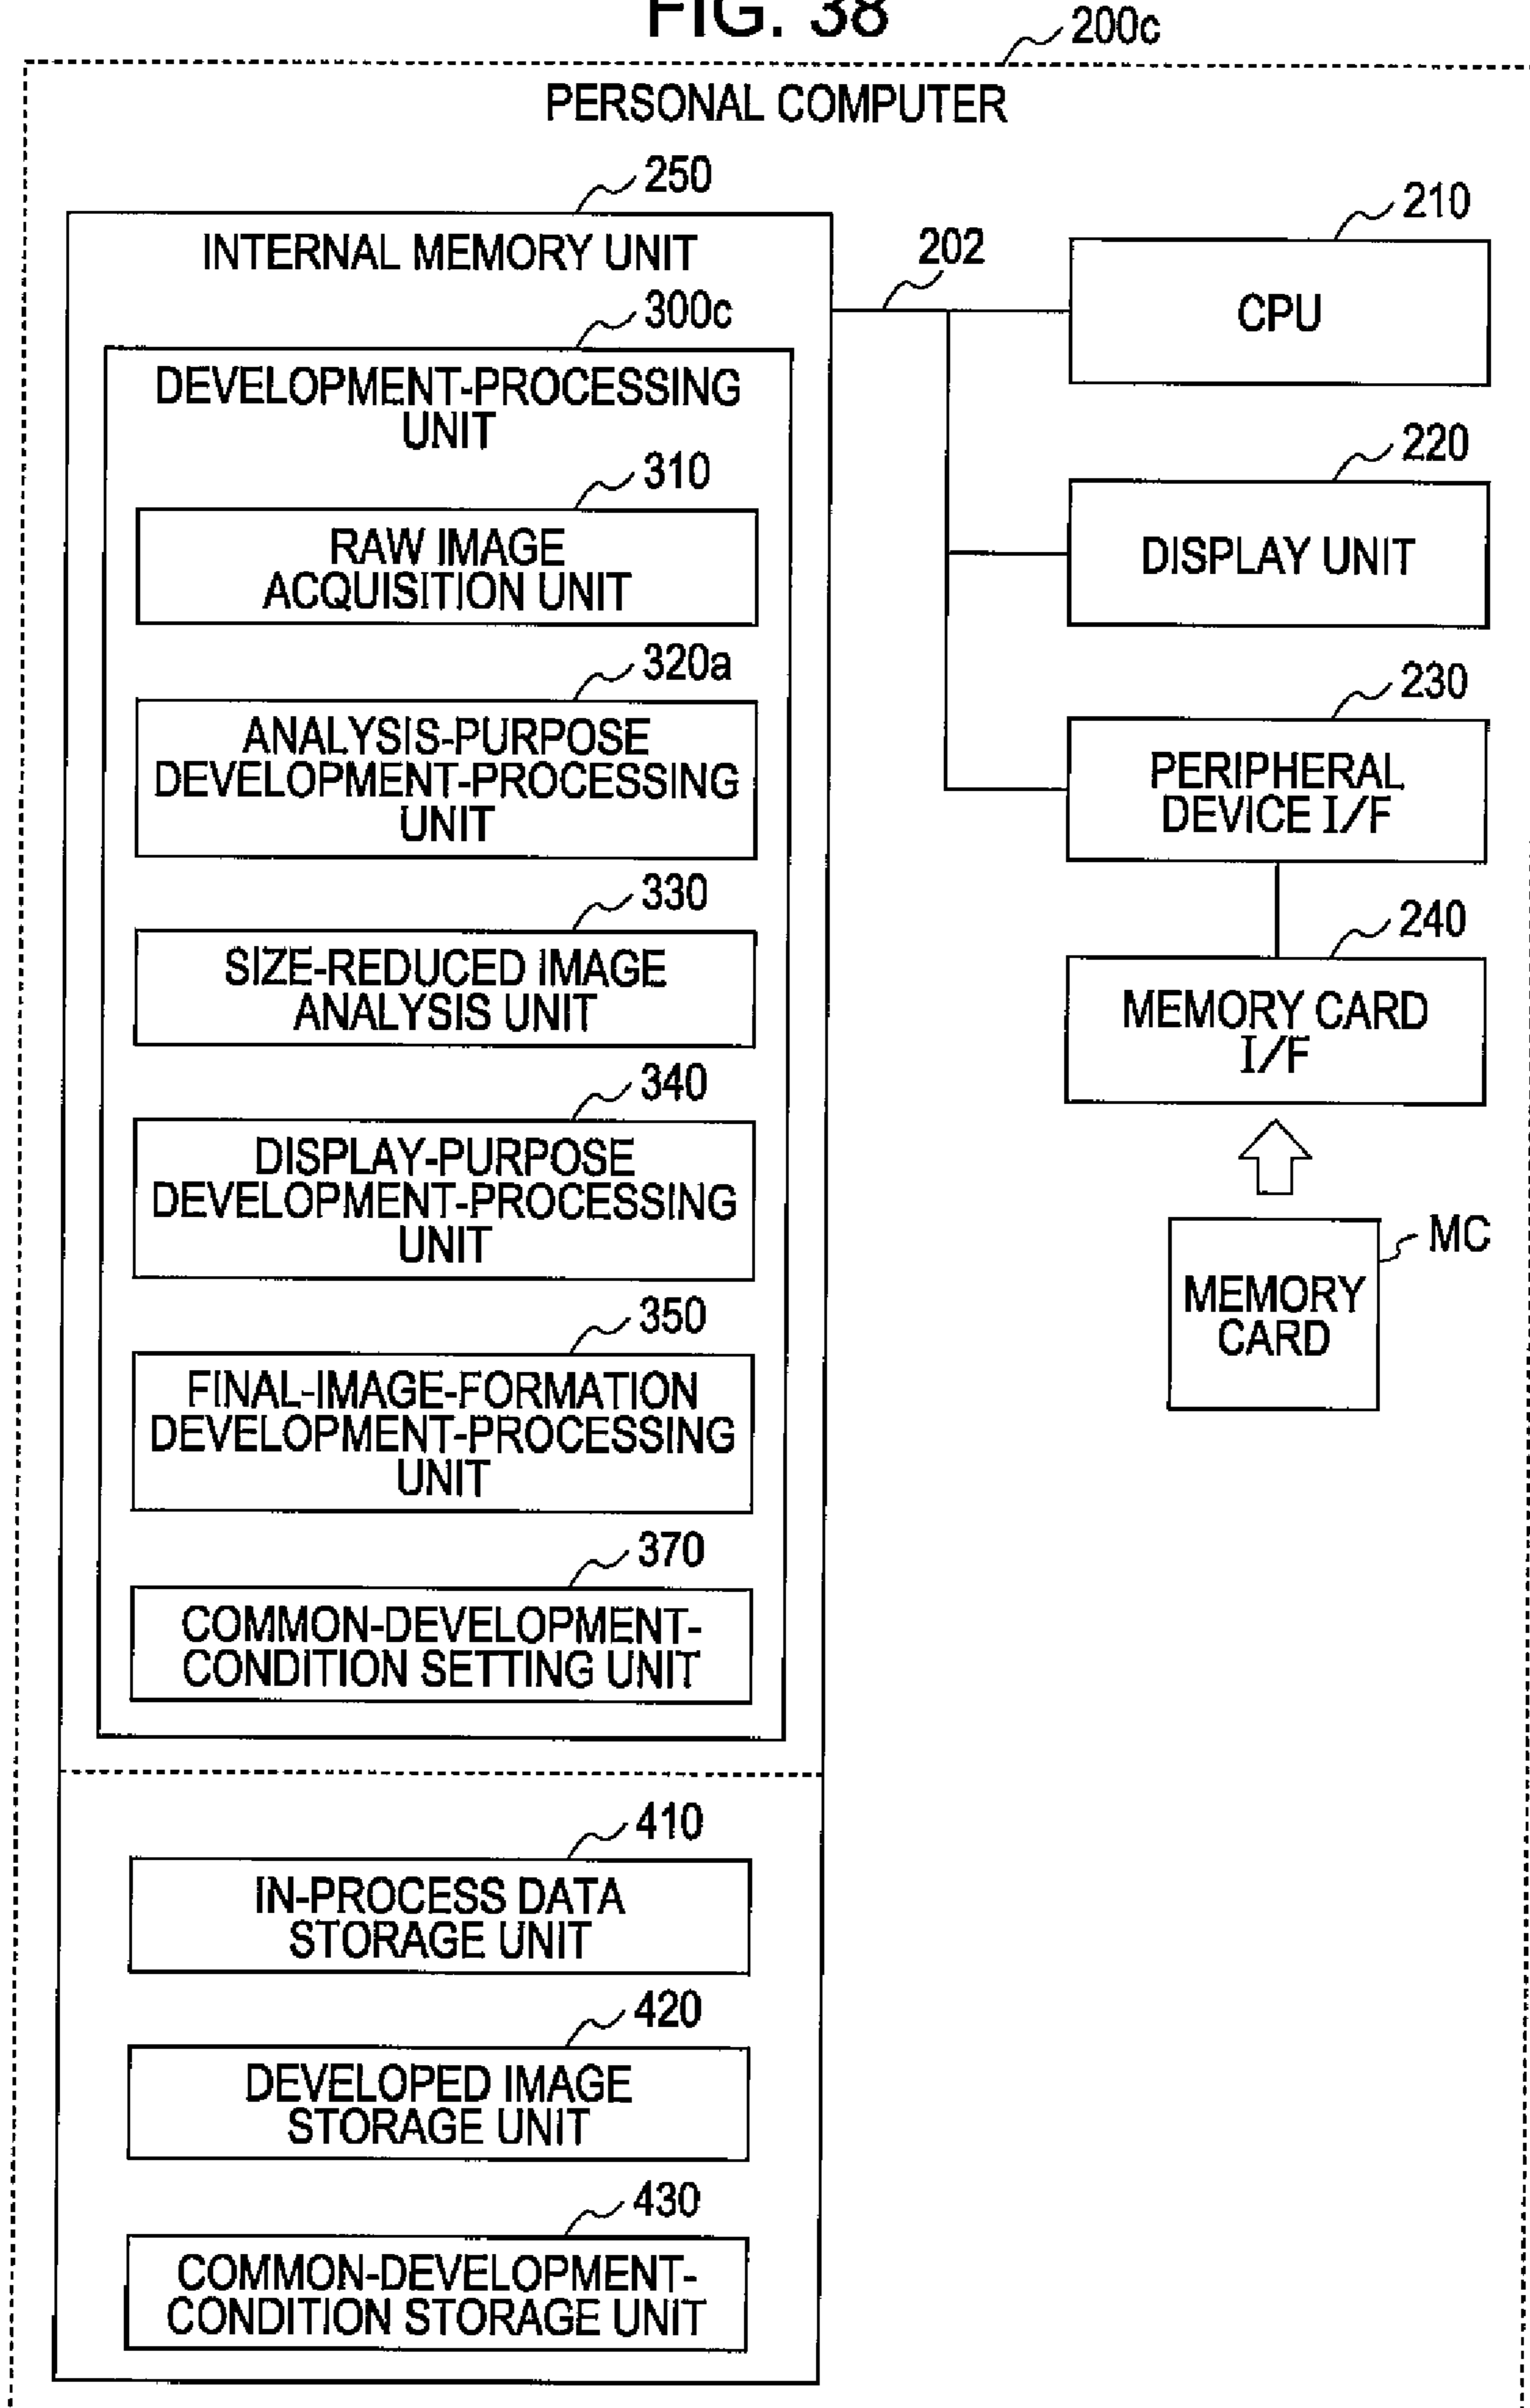 FIG. 38
200c
PERSONAL COMPUTER
250
INTERNAL MEMORY UNIT
300c
DEVELOPMENT-PROCESSING
UNIT
310
RAW IMAGE
ACQUISITION UNIT
320a
ANALYSIS-PURPOSE
DEVELOPMENT-PROCESSING
UNIT
330
SIZE-REDUCED IMAGE
ANALYSIS UNIT
340
DISPLAY-PURPOSE
DEVELOPMENT-PROCESSING
UNIT
350
FINAL-IMAGE-FORMATION
DEVELOPMENT-PROCESSING
UNIT
370
COMMON-DEVELOPMENT-
CONDITION SETTING UNIT
410
IN-PROCESS DATA
STORAGE UNIT
420
DEVELOPED IMAGE
STORAGE UNIT
430
COMMON-DEVELOPMENT-
CONDITION STORAGE UNIT
202
210
CPU
220
DISPLAY UNIT
230
PERIPHERAL
DEVICE I/F
240
MEMORY CARD
I/F
MC
MEMORY
CARD